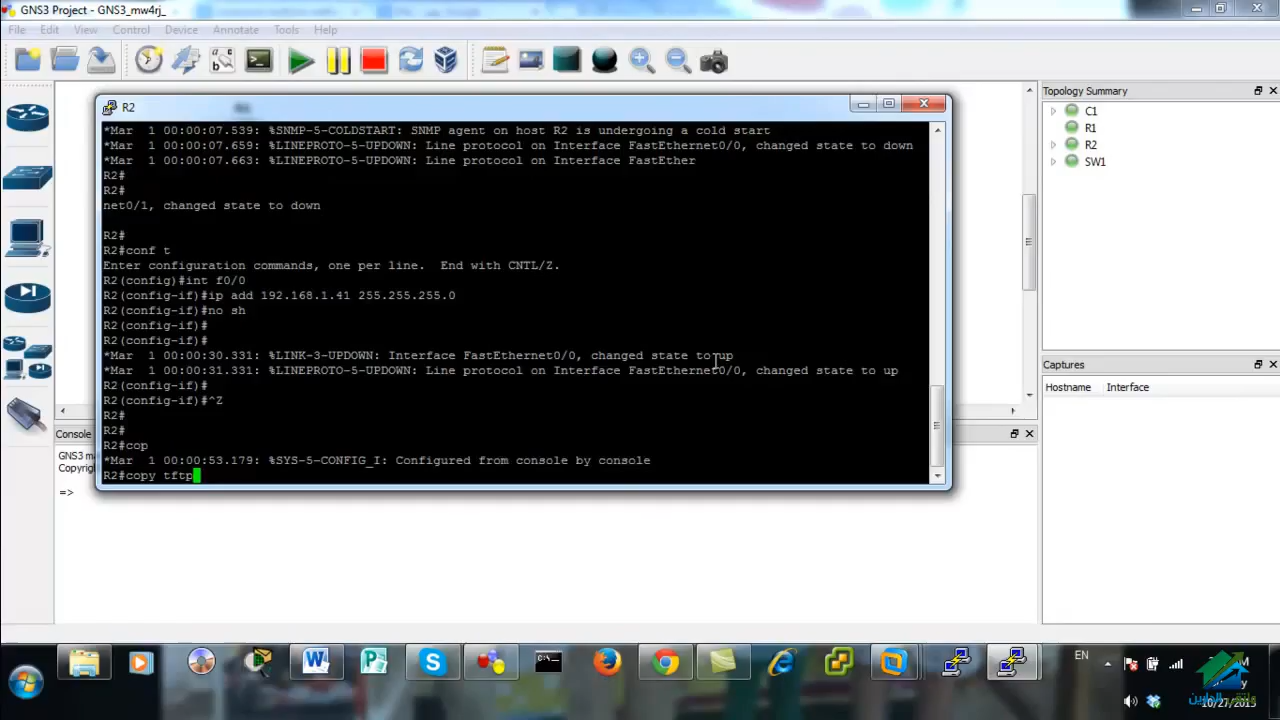 GNS3 Project - GNS3_mw4rj_
File Edit View Control Device Annotate Tools Help
R2
*Mar  1 00:00:07.539: %SNMP-5-COLDSTART: SNMP agent on host R2 is undergoing a cold start
*Mar  1 00:00:07.659: %LINEPROTO-5-UPDOWN: Line protocol on Interface FastEthernet0/0, changed state to down
*Mar  1 00:00:07.663: %LINEPROTO-5-UPDOWN: Line protocol on Interface FastEther
R2#
R2#
net0/1, changed state to down
R2#
R2#conf t
Enter configuration commands, one per line.  End with CNTL/Z.
R2(config)#int f0/0
R2(config-if)#ip add 192.168.1.41 255.255.255.0
R2(config-if)#no sh
R2(config-if)#
R2(config-if)#
*Mar  1 00:00:30.331: %LINK-3-UPDOWN: Interface FastEthernet0/0, changed state to up
*Mar  1 00:00:31.331: %LINEPROTO-5-UPDOWN: Line protocol on Interface FastEthernet0/0, changed state to up
R2(config-if)#
R2(config-if)#^Z
R2#
R2#
R2#cop
*Mar  1 00:00:53.179: %SYS-5-CONFIG_I: Configured from console by console
R2#copy tftp
Topology Summary
C1
R1
R2
SW1
Captures
Hostname Interface
Console
GNS3 m
Copyrig
=>
EN
10/27/2015
ملتقى الدارين